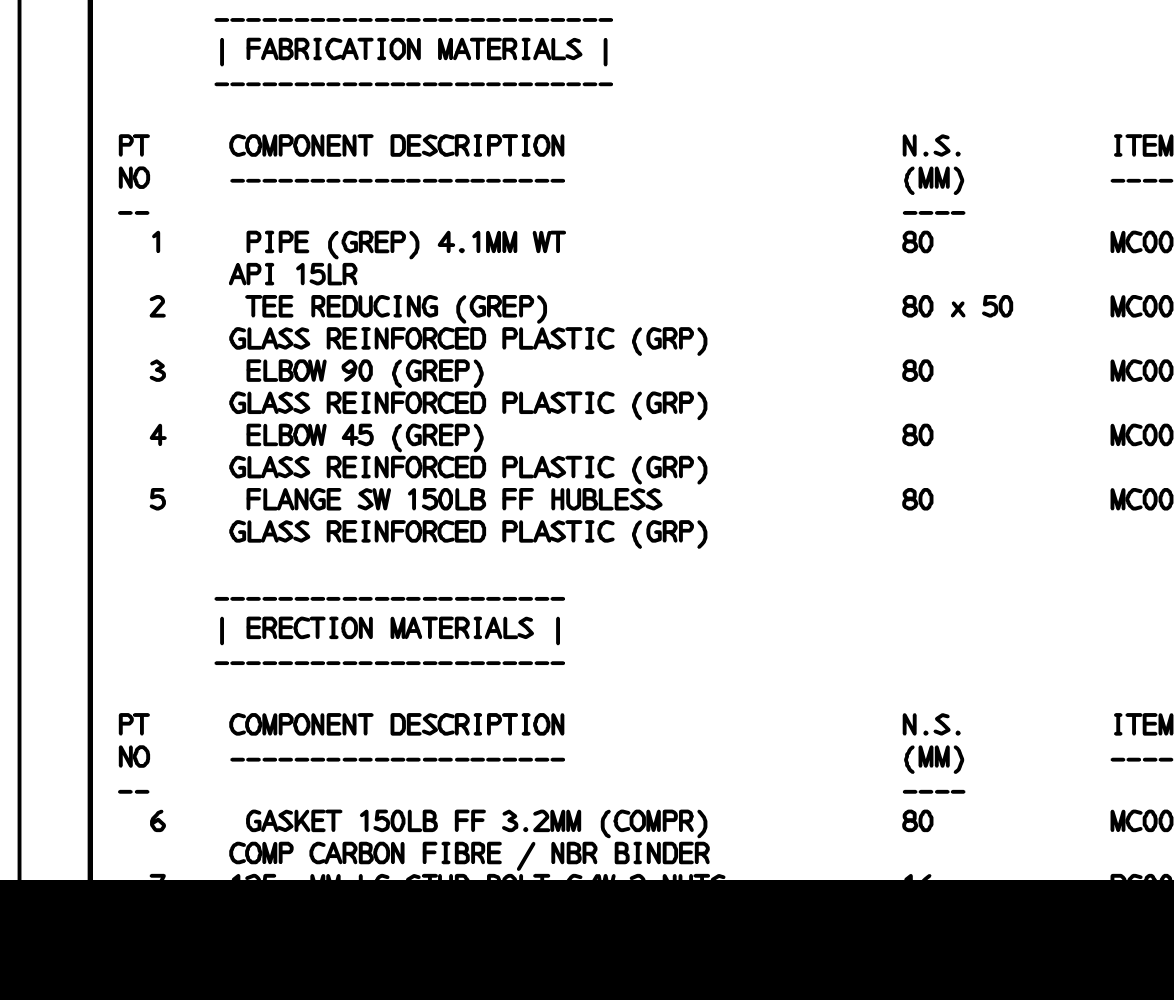 --------------------------
| FABRICATION MATERIALS |
--------------------------
PT COMPONENT DESCRIPTION N.S. ITEM
NO --------------------- (MM) ----
-- ----
1 PIPE (GREP) 4.1MM WT 80 MC00
API 15LR
2 TEE REDUCING (GREP) 80 x 50 MC00
GLASS REINFORCED PLASTIC (GRP)
3 ELBOW 90 (GREP) 80 MC00
GLASS REINFORCED PLASTIC (GRP)
4 ELBOW 45 (GREP) 80 MC00
GLASS REINFORCED PLASTIC (GRP)
5 FLANGE SW 150LB FF HUBLESS 80 MC00
GLASS REINFORCED PLASTIC (GRP)
----------------------
| ERECTION MATERIALS |
----------------------
PT COMPONENT DESCRIPTION N.S. ITEM
NO --------------------- (MM) ----
-- ----
6 GASKET 150LB FF 3.2MM (COMPR) 80 MC00
COMP CARBON FIBRE / NBR BINDER